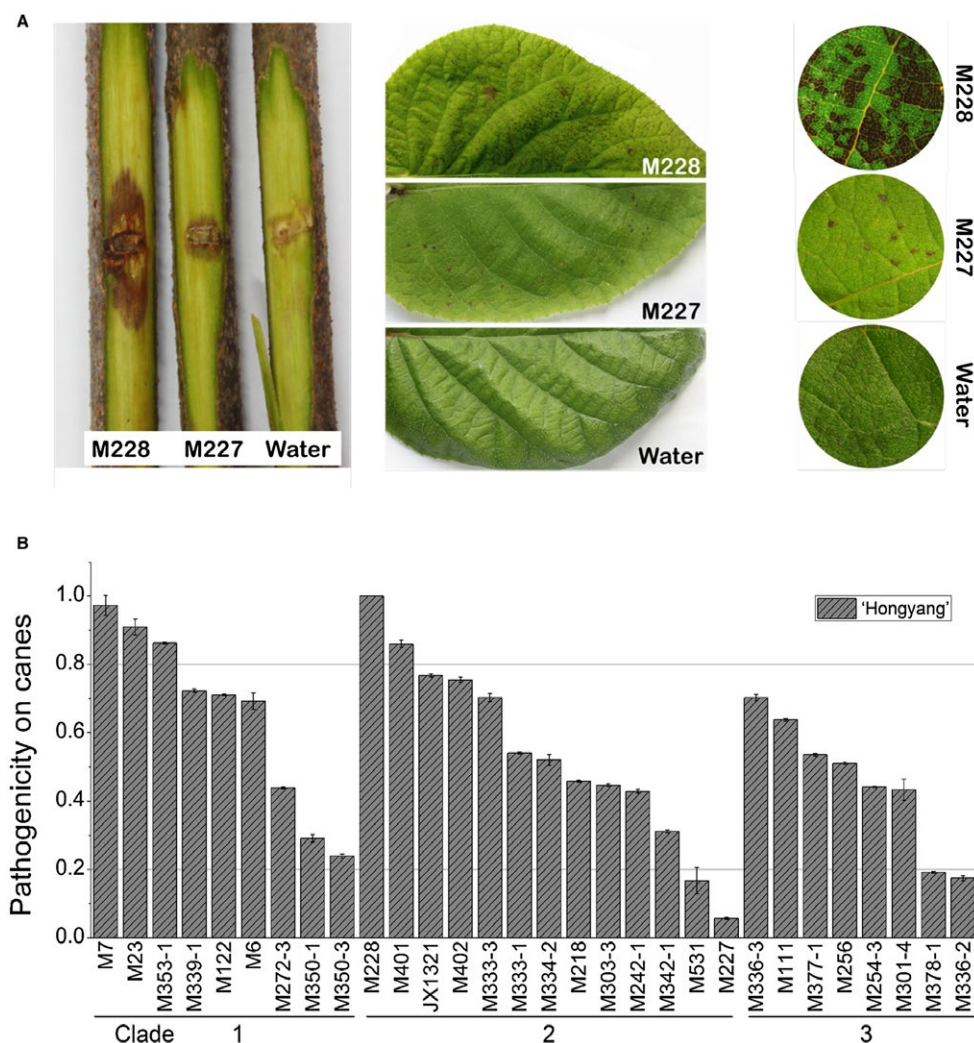 A
M228 M227 Water
M228
M227
Water
M228
M227
Water
B
Pathogenicity on canes
1.0
0.8
0.6
0.4
0.2
0.0
'Hongyang'
M7
M23
M353-1
M339-1
M122
M6
M272-3
M350-1
M350-3
M228
M401
JX1321
M402
M333-3
M333-1
M334-2
M218
M303-3
M242-1
M342-1
M531
M227
M336-3
M111
M377-1
M256
M254-3
M301-4
M378-1
M336-2
Clade 1 2 3